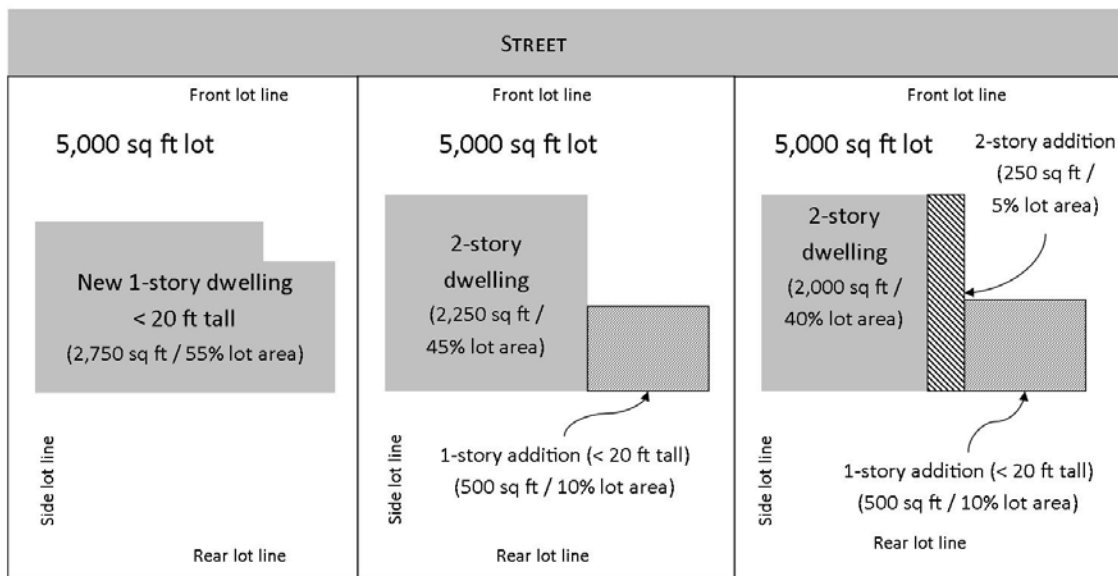 STREET
Front lot line
5,000 sq ft lot
New 1-story dwelling
< 20 ft tall
(2,750 sq ft / 55% lot area)
Side lot line
Rear lot line
Front lot line
5,000 sq ft lot
2-story
dwelling
(2,250 sq ft /
45% lot area)
1-story addition (< 20 ft tall)
(500 sq ft / 10% lot area)
Side lot line
Rear lot line
Front lot line
5,000 sq ft lot
2-story addition
(250 sq ft /
5% lot area)
2-story
dwelling
(2,000 sq ft /
40% lot area)
1-story addition (< 20 ft tall)
(500 sq ft / 10% lot area)
Side lot line
Rear lot line